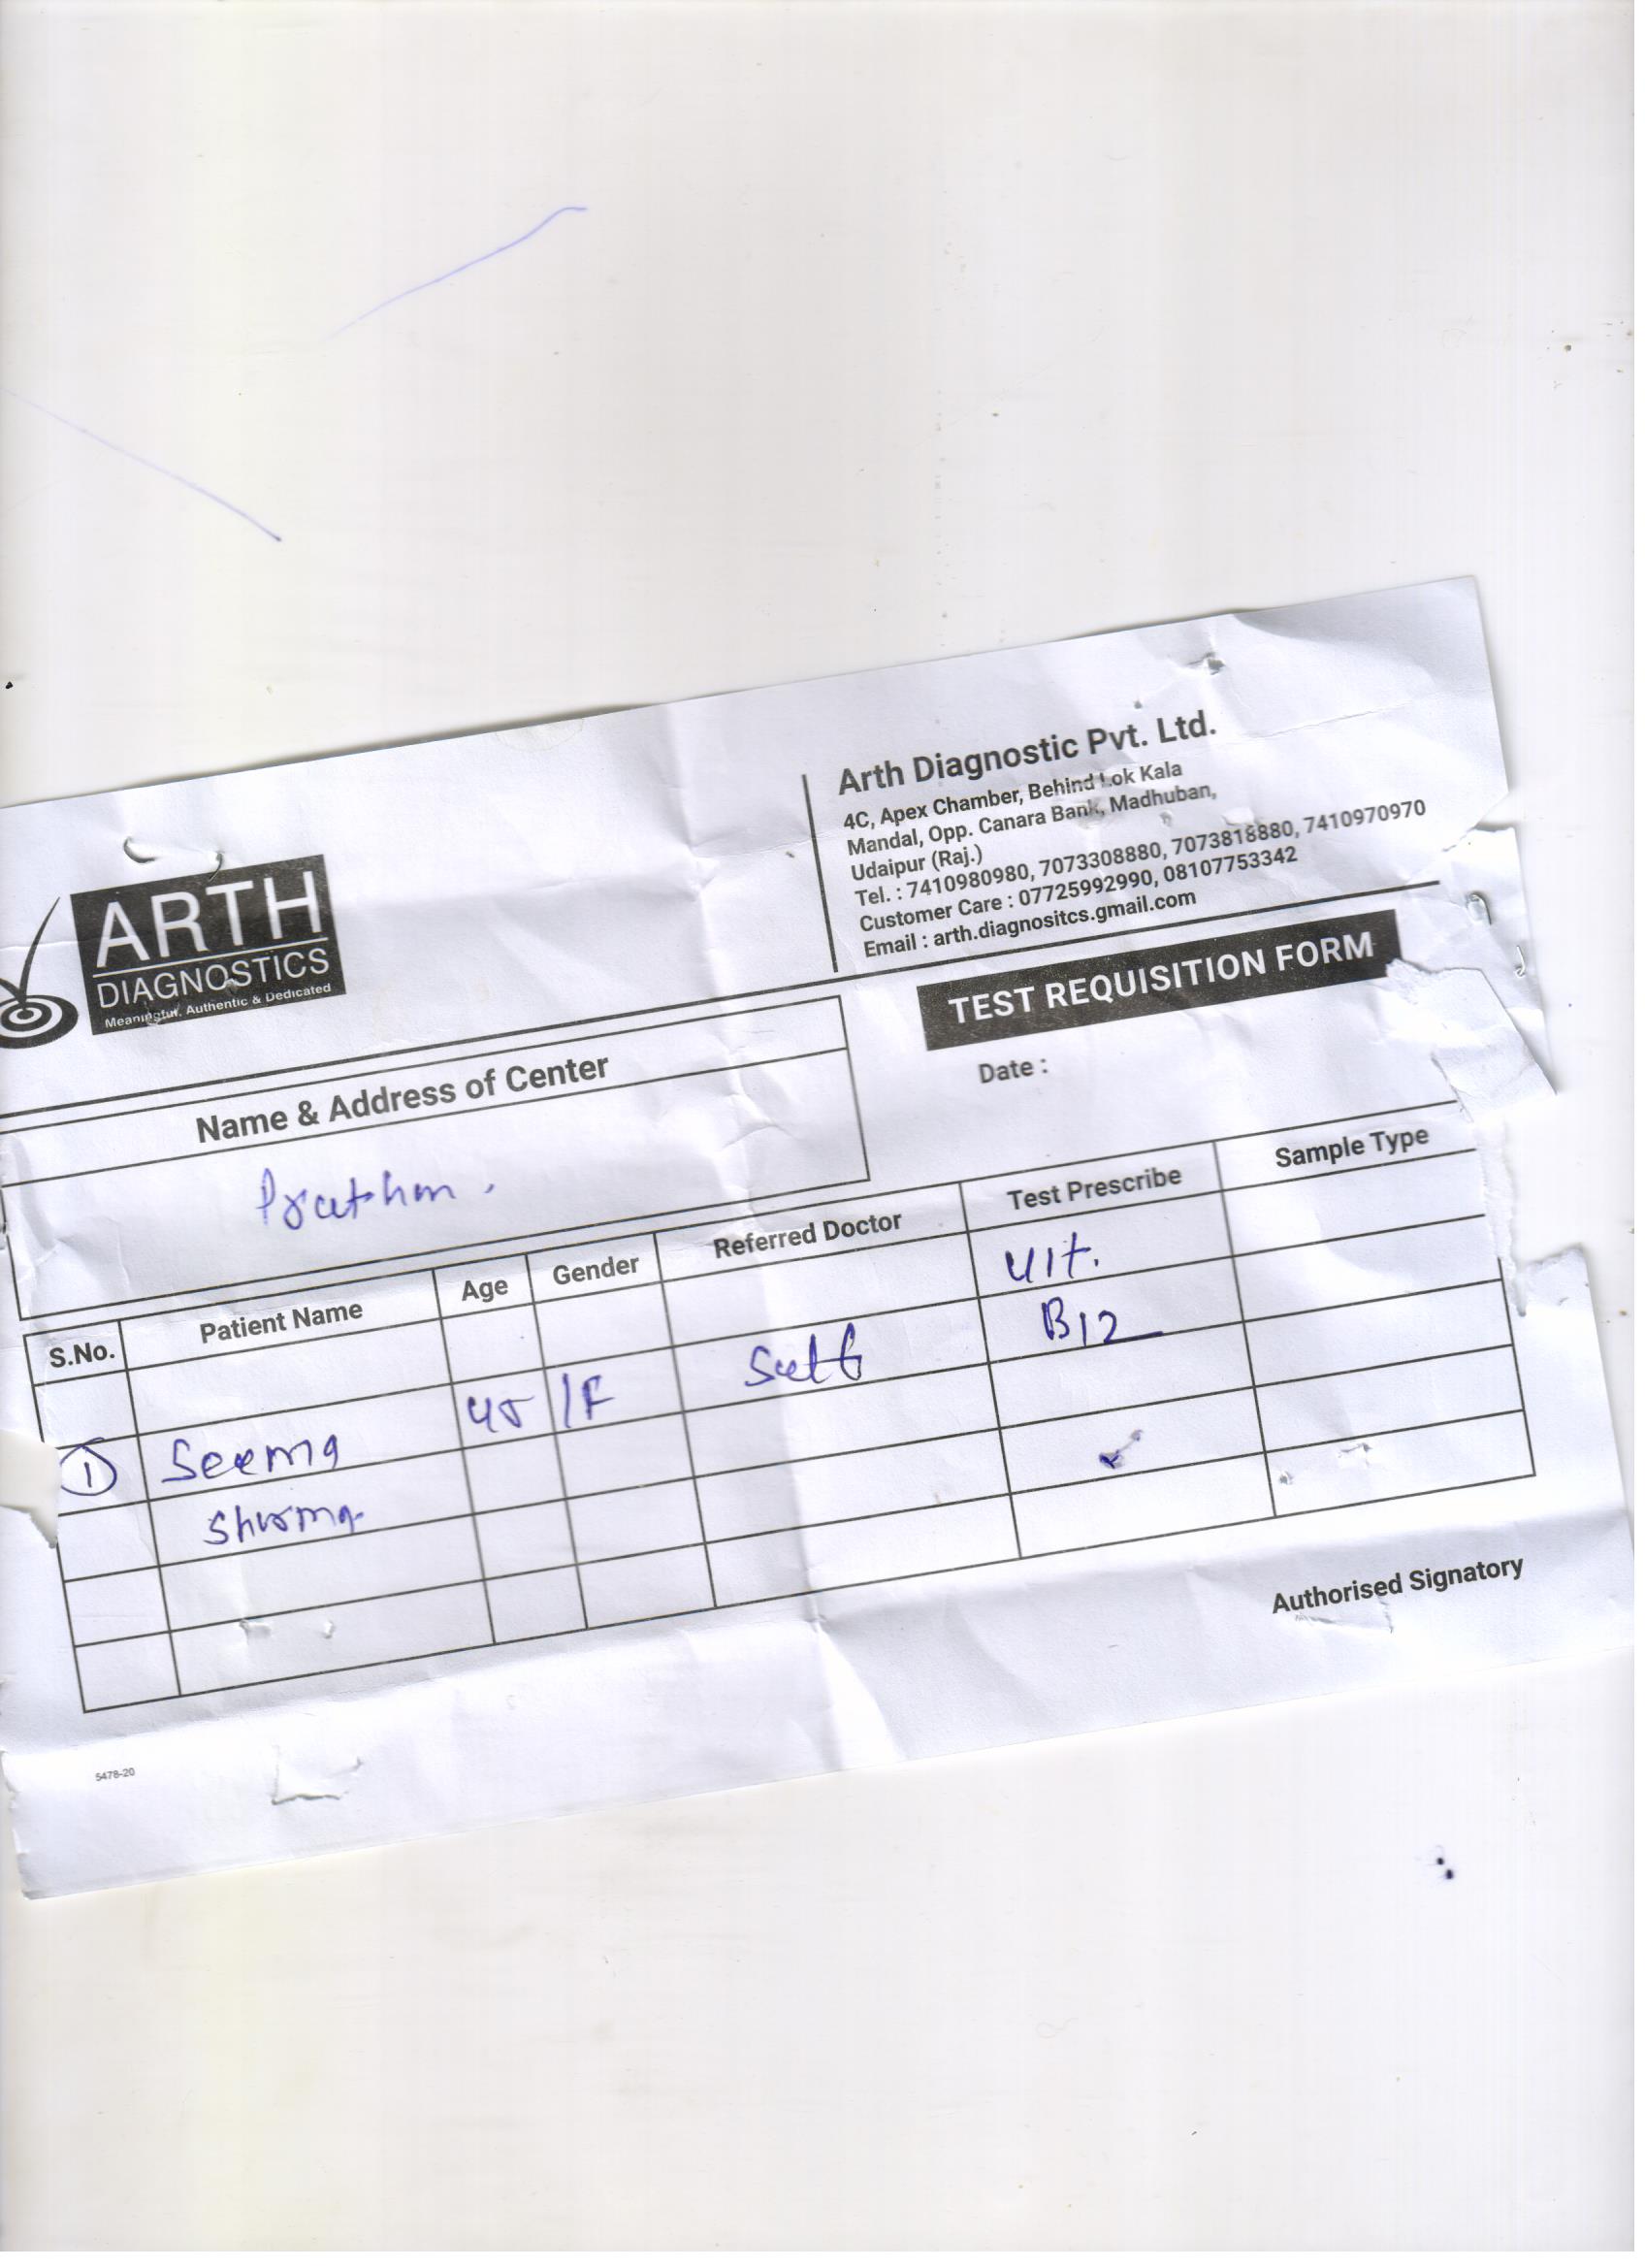 ARTH
DIAGNOSTICS
Meaningful, Authentic & Dedicated
Arth Diagnostic Pvt. Ltd.
4C, Apex Chamber, Behind Lok Kala
Mandal, Opp. Canara Bank, Madhuban,
Udaipur (Raj.)
Tel. : 7410980980, 7073308880, 7073818880, 7410970970
Customer Care : 07725992990, 08107753342
Email : arth.diagnositcs.gmail.com
TEST REQUISITION FORM
Name & Address of Center
Date :
Prathm.
S.No. Patient Name Age Gender Referred Doctor Test Prescribe Sample Type
Vit.
① Seema 45 /F Self B12
Sharma
Authorised Signatory
5478-20